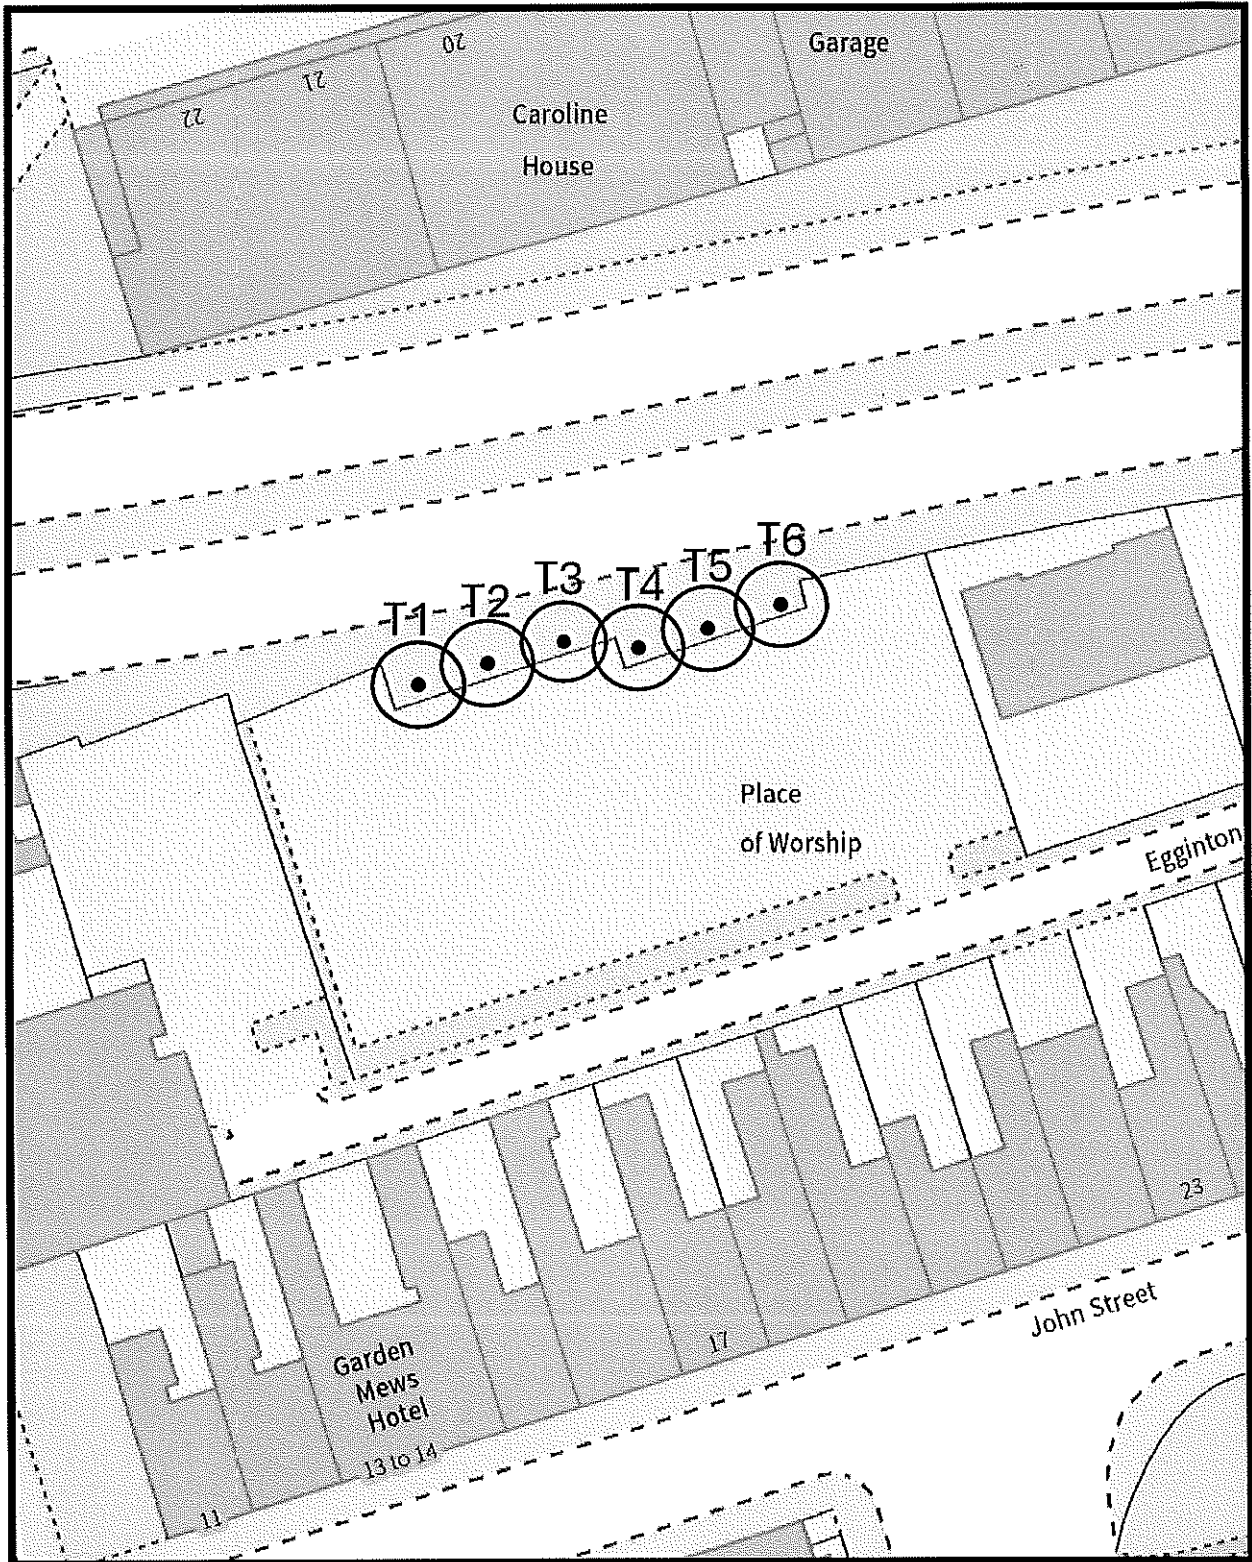 20
Garage
21
22
Caroline
House
T6
T5
T3
T4
T2
T1
Place
of Worship
Egginton
23
John Street
17
Garden
Mews
Hotel
13 to 14
11